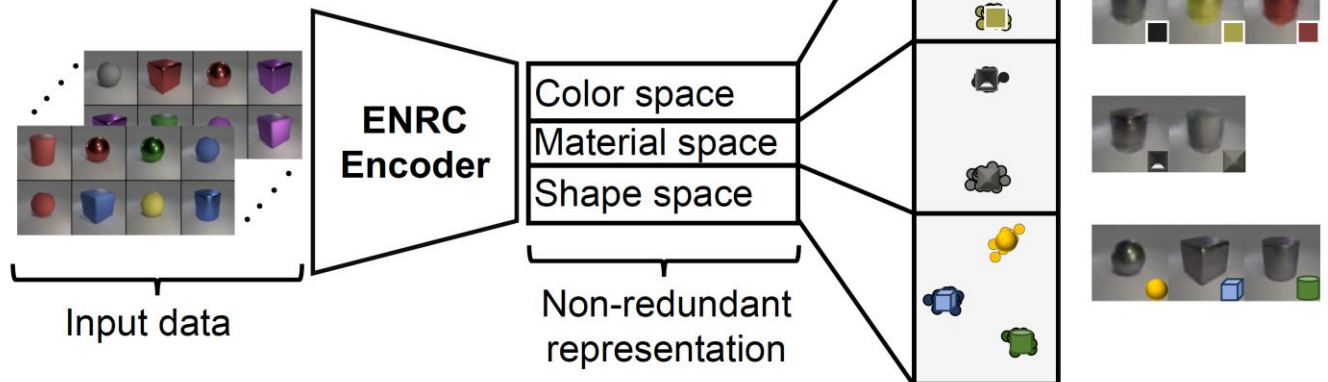 ENRC
Encoder
Color space
Material space
Shape space
Input data
Non-redundant
representation